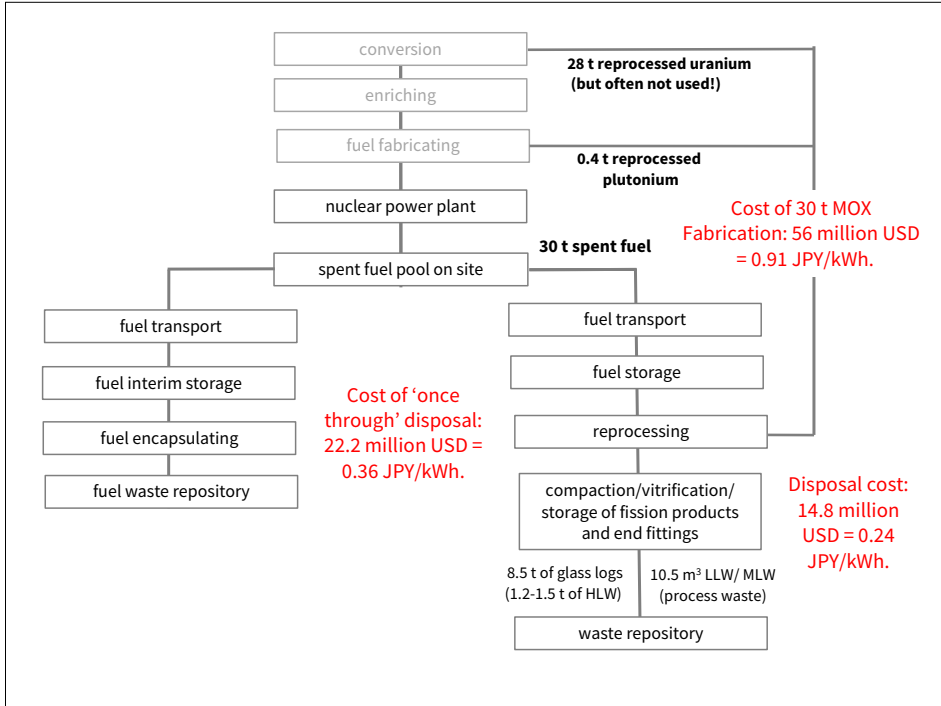 conversion
28 t reprocessed uranium
(but often not used!)
enriching
fuel fabricating
0.4 t reprocessed
plutonium
nuclear power plant
Cost of 30 t MOX
Fabrication: 56 million USD
= 0.91 JPY/kWh.
30 t spent fuel
spent fuel pool on site
fuel transport
fuel interim storage
fuel encapsulating
fuel waste repository
Cost of ‘once
through’ disposal:
22.2 million USD =
0.36 JPY/kWh.
fuel transport
fuel storage
reprocessing
compaction/vitrification/
storage of fission products
and end fittings
Disposal cost:
14.8 million
USD = 0.24
JPY/kWh.
8.5 t of glass logs
(1.2-1.5 t of HLW)
10.5 m³ LLW/ MLW
(process waste)
waste repository